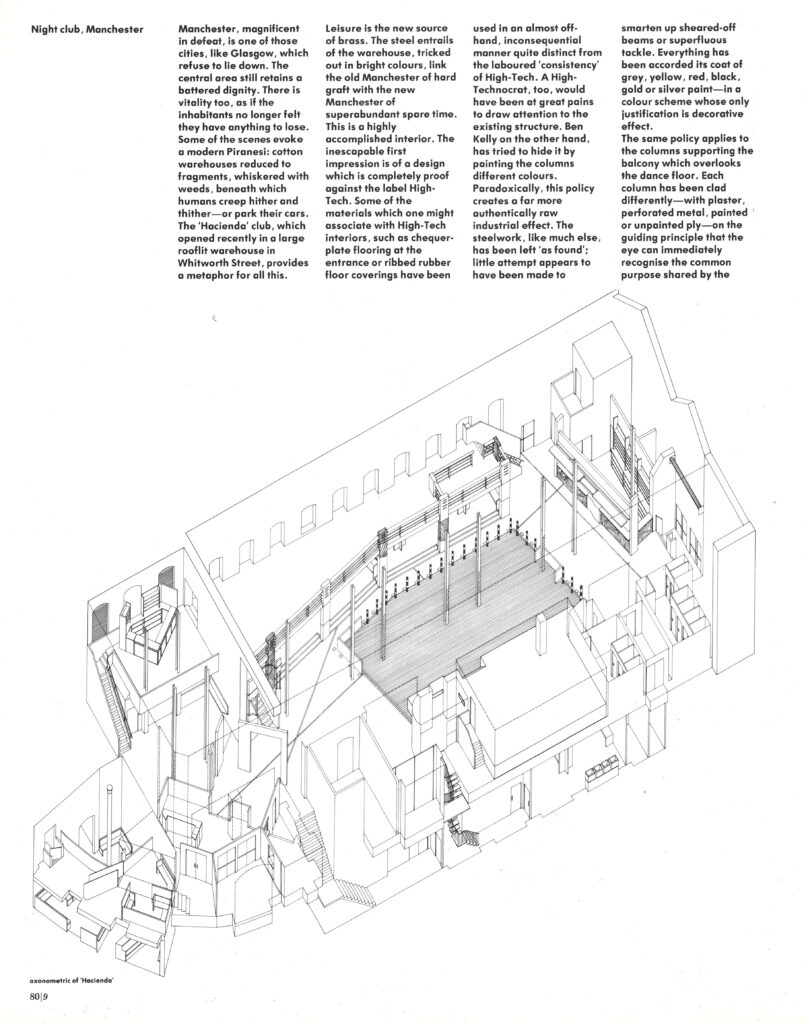 Night club, Manchester
Manchester, magnificent
in defeat, is one of those
cities, like Glasgow, which
refuse to lie down. The
central area still retains a
battered dignity. There is
vitality too, as if the
inhabitants no longer felt
they have anything to lose.
Some of the scenes evoke
a modern Piranesi: cotton
warehouses reduced to
fragments, whiskered with
weeds, beneath which
humans creep hither and
thither—or park their cars.
The 'Hacienda' club, which
opened recently in a large
rooflit warehouse in
Whitworth Street, provides
a metaphor for all this.
Leisure is the new source
of brass. The steel entrails
of the warehouse, tricked
out in bright colours, link
the old Manchester of hard
graft with the new
Manchester of
superabundant spare time.
This is a highly
accomplished interior. The
inescapable first
impression is of a design
which is completely proof
against the label High-
Tech. Some of the
materials which one might
associate with High-Tech
interiors, such as chequer-
plate flooring at the
entrance or ribbed rubber
floor coverings have been
used in an almost off-
hand, inconsequential
manner quite distinct from
the laboured 'consistency'
of High-Tech. A High-
Technocrat, too, would
have been at great pains
to draw attention to the
existing structure. Ben
Kelly on the other hand,
has tried to hide it by
painting the columns
different colours.
Paradoxically, this policy
creates a far more
authentically raw
industrial effect. The
steelwork, like much else,
has been left 'as found';
little attempt appears to
have been made to
smarten up sheared-off
beams or superfluous
tackle. Everything has
been accorded its coat of
grey, yellow, red, black,
gold or silver paint—in a
colour scheme whose only
justification is decorative
effect.
The same policy applies to
the columns supporting the
balcony which overlooks
the dance floor. Each
column has been clad
differently—with plaster,
perforated metal, painted
or unpainted ply—on the
guiding principle that the
eye can immediately
recognise the common
purpose shared by the
axonometric of 'Hacienda'
80|9